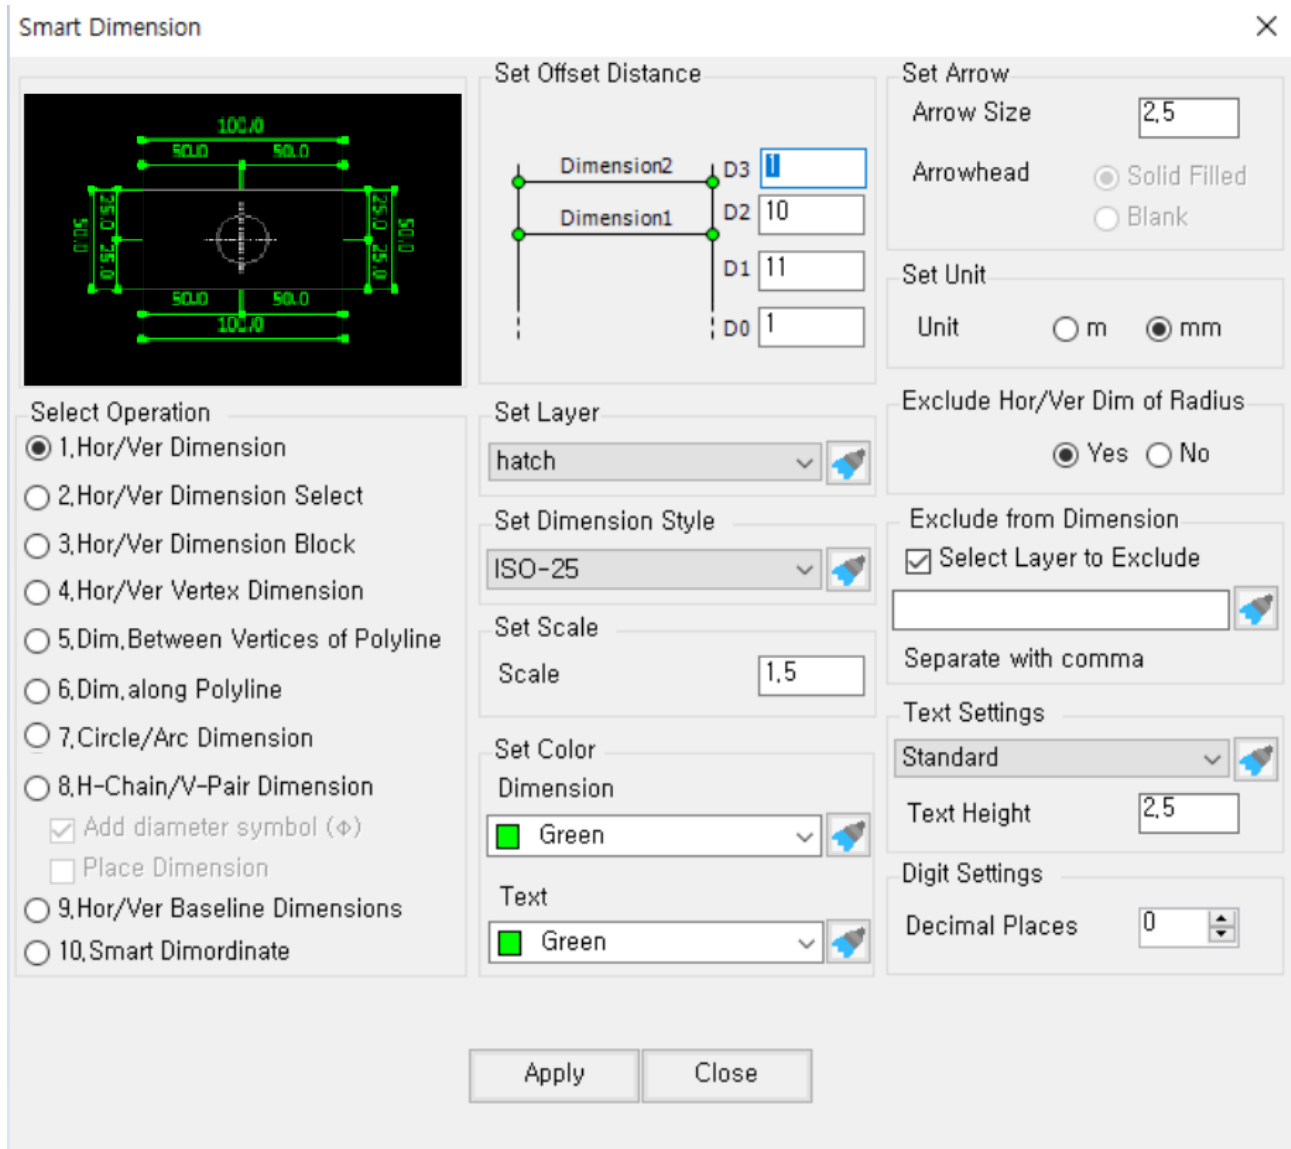 Smart Dimension
100.0
50.0 50.0
50.0
25.0 25.0
25.0 25.0
50.0
50.0 50.0
100.0
Select Operation
1.Hor/Ver Dimension
2.Hor/Ver Dimension Select
3.Hor/Ver Dimension Block
4.Hor/Ver Vertex Dimension
5.Dim.Between Vertices of Polyline
6.Dim.along Polyline
7.Circle/Arc Dimension
8.H-Chain/V-Pair Dimension
Add diameter symbol (Φ)
Place Dimension
9.Hor/Ver Baseline Dimensions
10.Smart Dimordinate
Set Offset Distance
Dimension2 D3 1
Dimension1 D2 10
D1 11
D0 1
Set Layer
hatch
Set Dimension Style
ISO-25
Set Scale
Scale 1.5
Set Color
Dimension
Green
Text
Green
Set Arrow
Arrow Size 2.5
Arrowhead Solid Filled
Blank
Set Unit
Unit m mm
Exclude Hor/Ver Dim of Radius
Yes No
Exclude from Dimension
Select Layer to Exclude
Separate with comma
Text Settings
Standard
Text Height 2.5
Digit Settings
Decimal Places 0
Apply Close